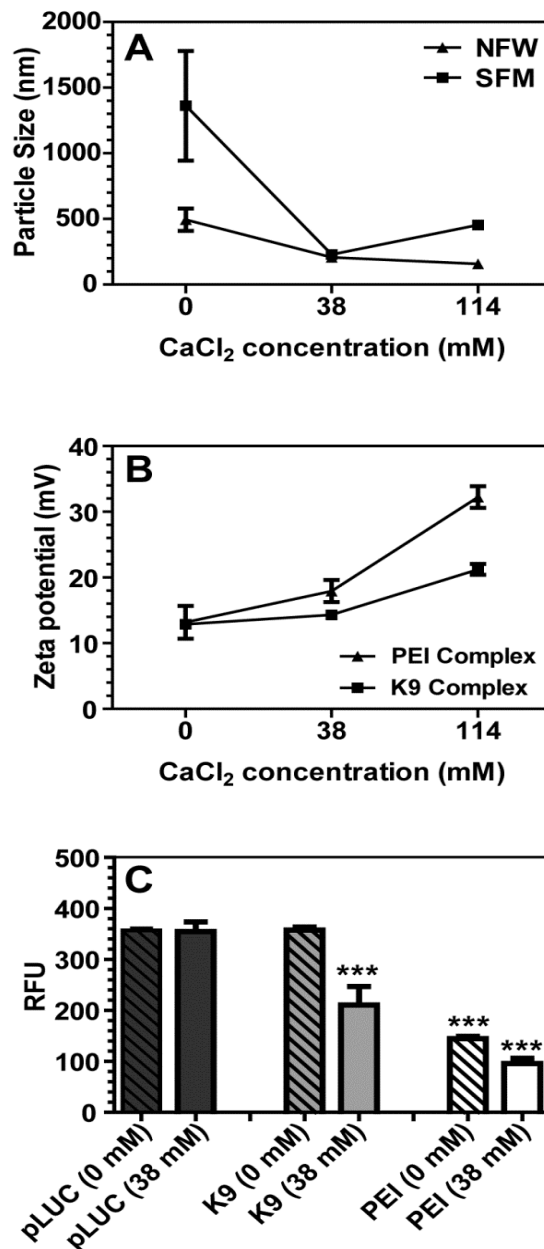 A
NFW
SFM
Particle Size (nm)
2000
1500
1000
500
0
0 38 114
CaCl₂ concentration (mM)
B
Zeta potential (mV)
40
30
20
10
0
PEI Complex
K9 Complex
0 38 114
CaCl₂ concentration (mM)
C
RFU
500
400
300
200
100
0
***
***
***
pLUC (0 mM)
pLUC (38 mM)
K9 (0 mM)
K9 (38 mM)
PEI (0 mM)
PEI (38 mM)